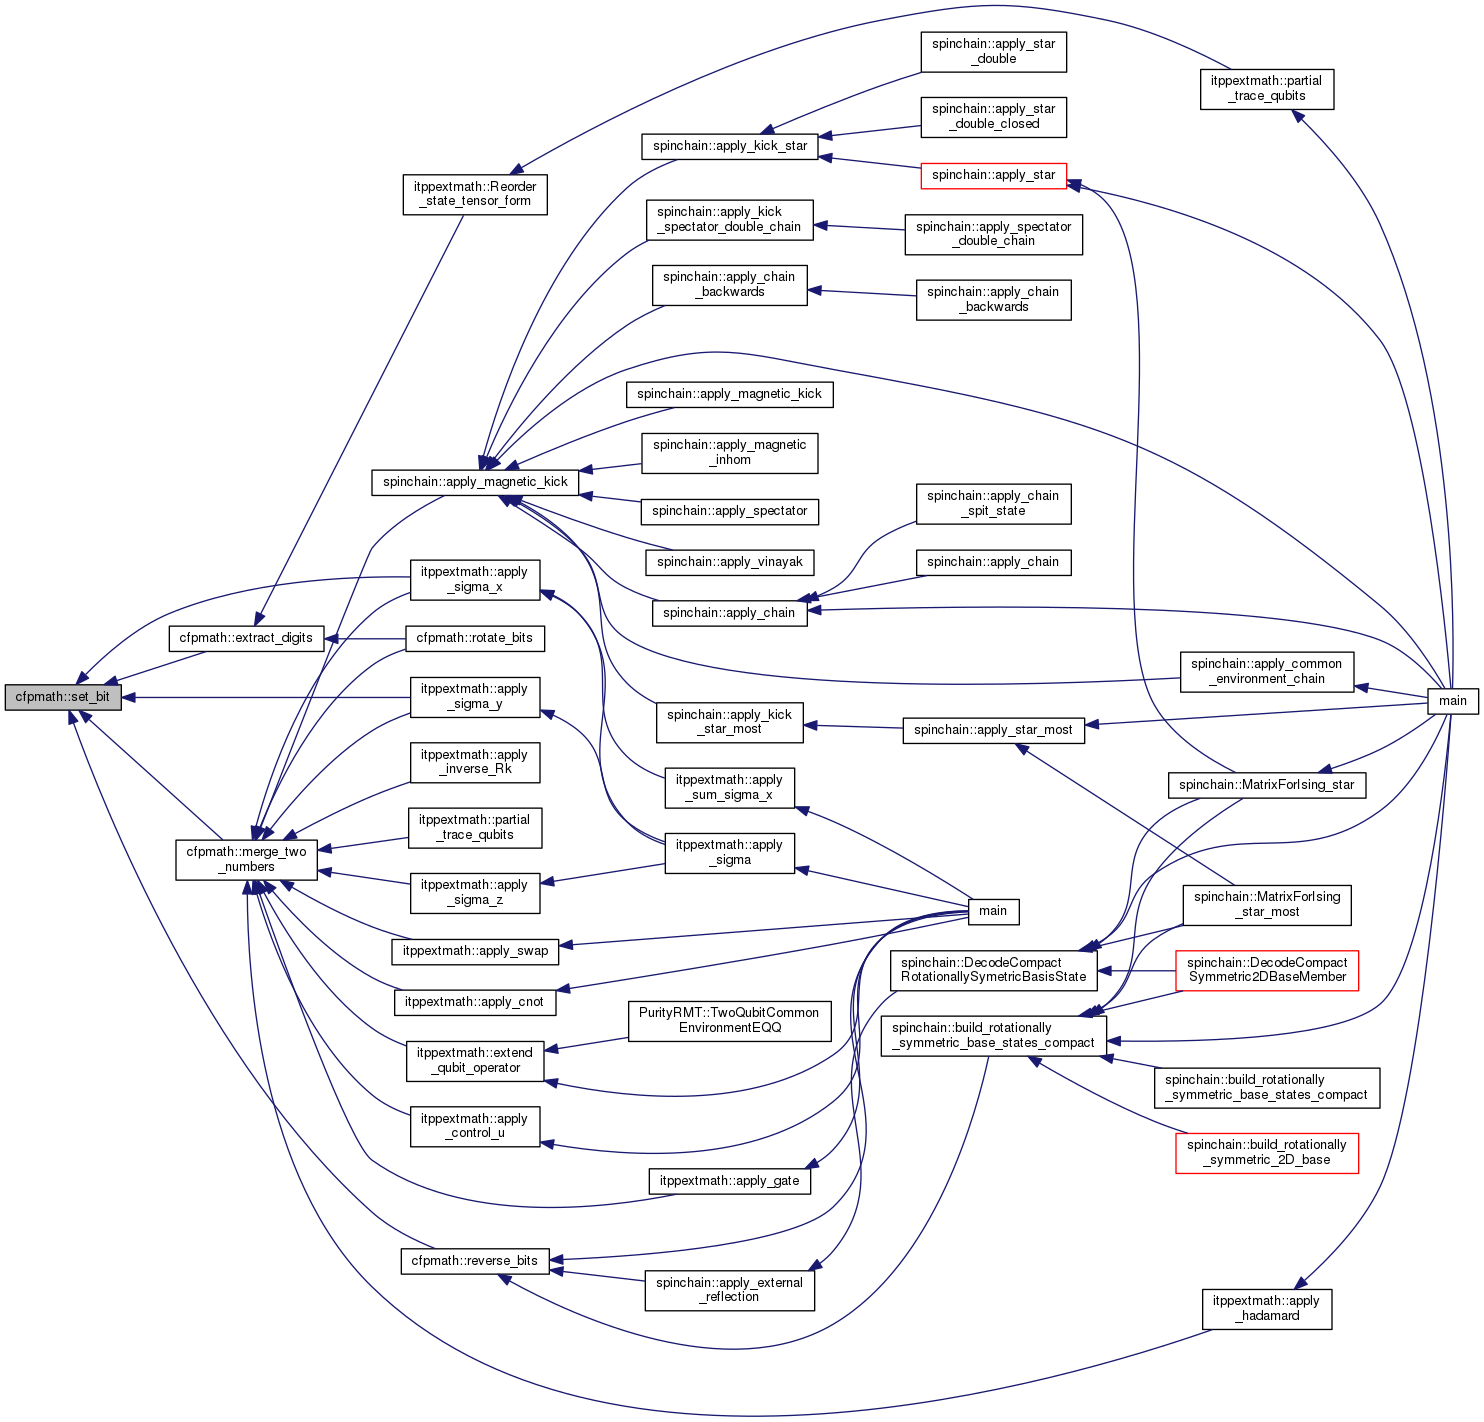 spinchain::apply_star
_double
itppextmath::partial
_trace_qubits
spinchain::apply_star
_double_closed
spinchain::apply_kick_star
spinchain::apply_star
itppextmath::Reorder
_state_tensor_form
spinchain::apply_kick
_spectator_double_chain
spinchain::apply_spectator
_double_chain
spinchain::apply_chain
_backwards
spinchain::apply_chain
_backwards
spinchain::apply_magnetic_kick
spinchain::apply_magnetic
_inhom
spinchain::apply_magnetic_kick
spinchain::apply_spectator
spinchain::apply_chain
_spit_state
spinchain::apply_vinayak
spinchain::apply_chain
itppextmath::apply
_sigma_x
spinchain::apply_chain
cfpmath::extract_digits
cfpmath::rotate_bits
spinchain::apply_common
_environment_chain
cfpmath::set_bit
itppextmath::apply
_sigma_y
main
spinchain::apply_kick
_star_most
spinchain::apply_star_most
itppextmath::apply
_inverse_Rk
itppextmath::apply
_sum_sigma_x
spinchain::MatrixForIsing_star
itppextmath::partial
_trace_qubits
cfpmath::merge_two
_numbers
itppextmath::apply
_sigma
itppextmath::apply
_sigma_z
spinchain::MatrixForIsing
_star_most
main
itppextmath::apply_swap
spinchain::DecodeCompact
RotationallySymetricBasisState
spinchain::DecodeCompact
Symmetric2DBaseMember
itppextmath::apply_cnot
PurityRMT::TwoQubitCommon
EnvironmentEQQ
spinchain::build_rotationally
_symmetric_base_states_compact
itppextmath::extend
_qubit_operator
spinchain::build_rotationally
_symmetric_base_states_compact
itppextmath::apply
_control_u
spinchain::build_rotationally
_symmetric_2D_base
itppextmath::apply_gate
cfpmath::reverse_bits
spinchain::apply_external
_reflection
itppextmath::apply
_hadamard